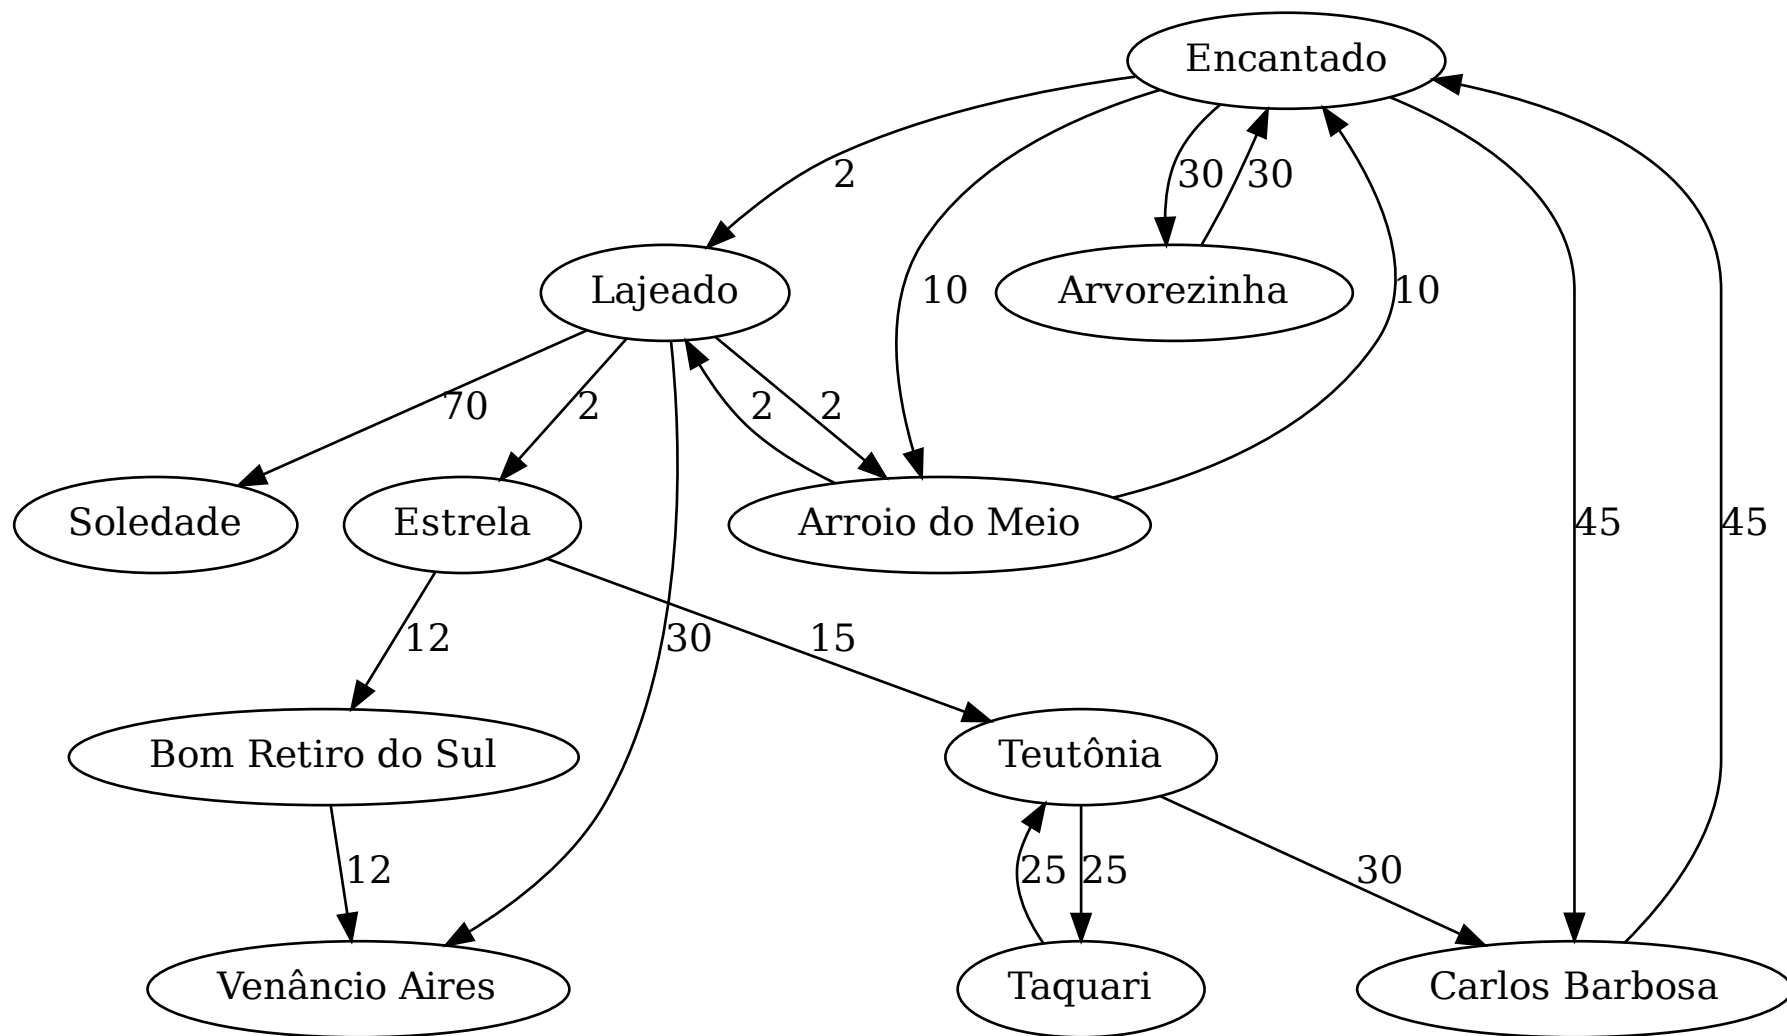 Encantado
2
30
30
Lajeado
10
Arvorezinha
10
70
2
2
2
Soledade
Estrela
Arroio do Meio
45
45
12
30
15
Bom Retiro do Sul
Teutônia
12
25
25
30
Venâncio Aires
Taquari
Carlos Barbosa